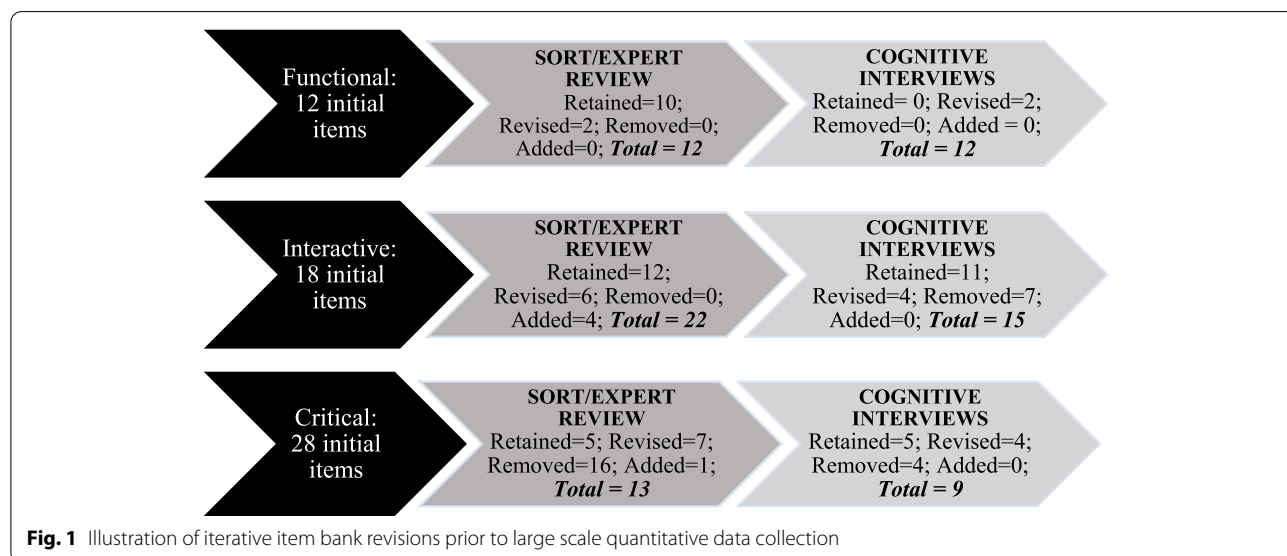 Functional:
12 initial
items
SORT/EXPERT
REVIEW
Retained=10;
Revised=2; Removed=0;
Added=0; Total = 12
COGNITIVE
INTERVIEWS
Retained= 0; Revised=2;
Removed=0; Added = 0;
Total = 12
Interactive:
18 initial
items
SORT/EXPERT
REVIEW
Retained=12;
Revised=6; Removed=0;
Added=4; Total = 22
COGNITIVE
INTERVIEWS
Retained=11;
Revised=4; Removed=7;
Added=0; Total = 15
Critical:
28 initial
items
SORT/EXPERT
REVIEW
Retained=5; Revised=7;
Removed=16; Added=1;
Total = 13
COGNITIVE
INTERVIEWS
Retained=5; Revised=4;
Removed=4; Added=0;
Total = 9
Fig. 1 Illustration of iterative item bank revisions prior to large scale quantitative data collection